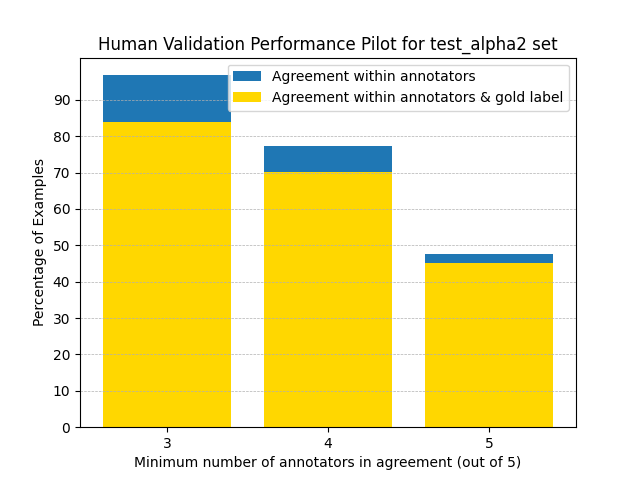 Human Validation Performance Pilot for test_alpha2 set
Agreement within annotators
Agreement within annotators & gold label
Percentage of Examples
90
80
70
60
50
40
30
20
10
0
3 4 5
Minimum number of annotators in agreement (out of 5)